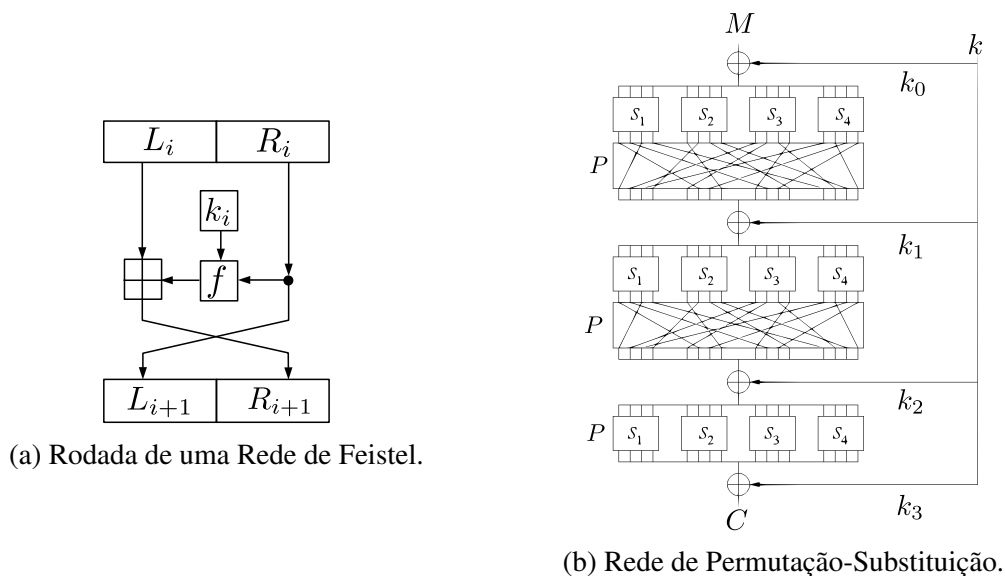 L_i R_i
k_i
f
L_{i+1} R_{i+1}
(a) Rodada de uma Rede de Feistel.
M
k
k_0
S_1 S_2 S_3 S_4
P
k_1
S_1 S_2 S_3 S_4
P
k_2
P S_1 S_2 S_3 S_4
k_3
C
(b) Rede de Permutação-Substituição.